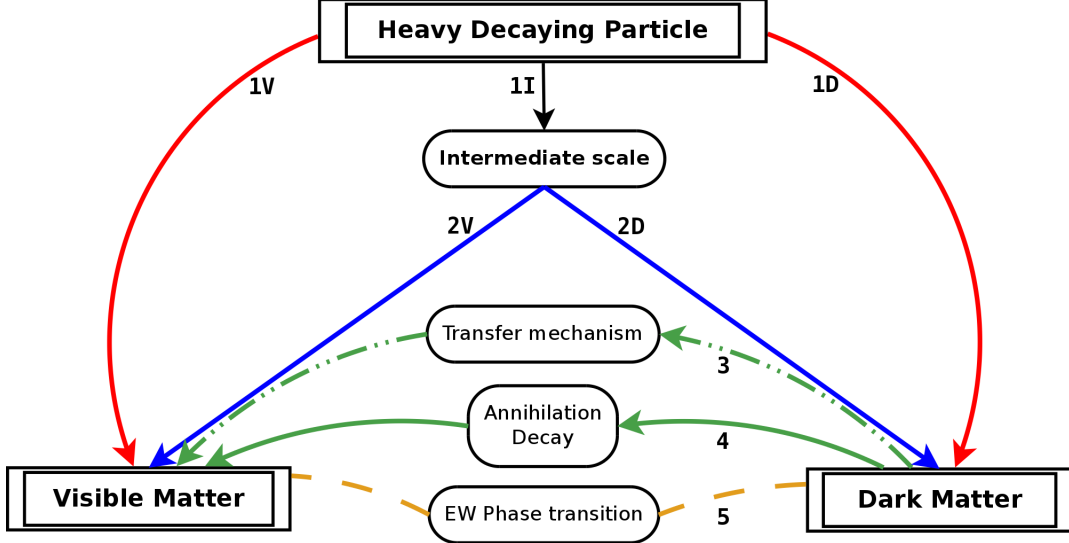 Heavy Decaying Particle
1V
1I
1D
Intermediate scale
2V
2D
Transfer mechanism
3
Annihilation
Decay
4
Visible Matter
Dark Matter
EW Phase transition
5